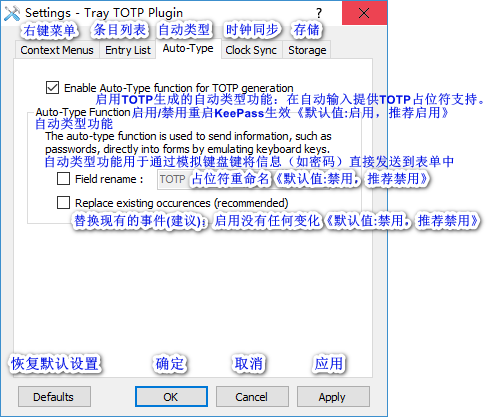 Settings - Tray TOTP Plugin
右键菜单 条目列表 自动类型 时钟同步 存储
Context Menus Entry List Auto-Type Clock Sync Storage
Enable Auto-Type function for TOTP generation
启用TOTP生成的自动类型功能：在自动输入提供TOTP占位符支持。
Auto-Type Function 启用/禁用重启KeePass生效《默认值:启用，推荐启用》
自动类型功能
The auto-type function is used to send information, such as
passwords, directly into forms by emulating keyboard keys.
自动类型功能用于通过模拟键盘键将信息（如密码）直接发送到表单中
Field rename : TOTP 占位符重命名《默认值:禁用，推荐禁用》
Replace existing occurences (recommended)
替换现有的事件(建议)：启用没有任何变化《默认值:禁用，推荐禁用》
恢复默认设置 确定 取消 应用
Defaults OK Cancel Apply